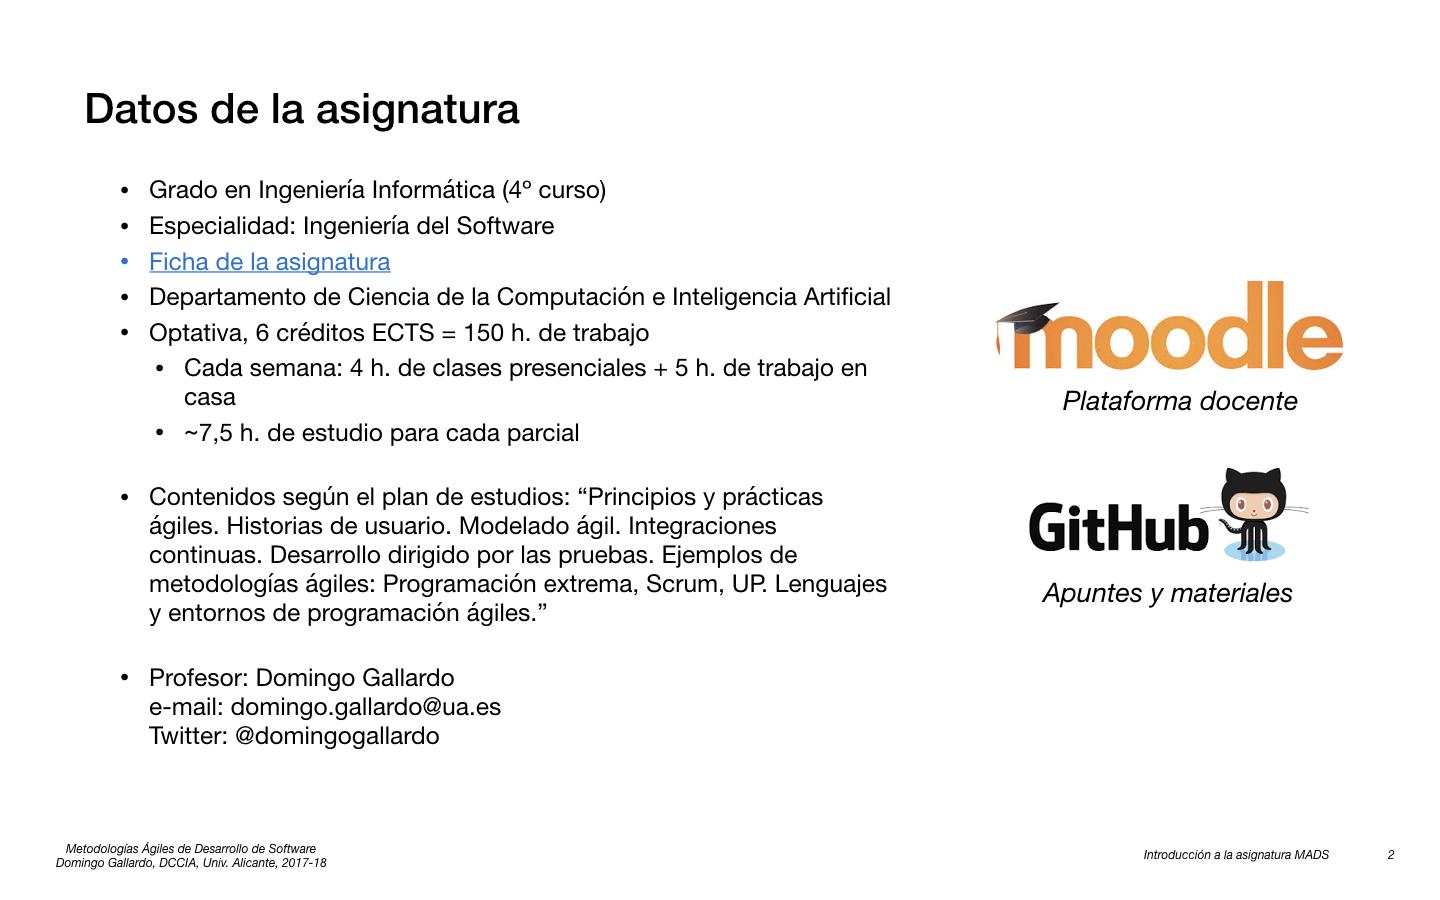 Datos de la asignatura
• Grado en Ingeniería Informática (4º curso)
• Especialidad: Ingeniería del Software
• Ficha de la asignatura
• Departamento de Ciencia de la Computación e Inteligencia Artificial
• Optativa, 6 créditos ECTS = 150 h. de trabajo
• Cada semana: 4 h. de clases presenciales + 5 h. de trabajo en
casa
• ~7,5 h. de estudio para cada parcial
• Contenidos según el plan de estudios: “Principios y prácticas
ágiles. Historias de usuario. Modelado ágil. Integraciones
continuas. Desarrollo dirigido por las pruebas. Ejemplos de
metodologías ágiles: Programación extrema, Scrum, UP. Lenguajes
y entornos de programación ágiles.”
• Profesor: Domingo Gallardo
e-mail: domingo.gallardo@ua.es
Twitter: @domingogallardo
moodle
Plataforma docente
GitHub
Apuntes y materiales
Metodologías Ágiles de Desarrollo de Software
Domingo Gallardo, DCCIA, Univ. Alicante, 2017-18
Introducción a la asignatura MADS
2